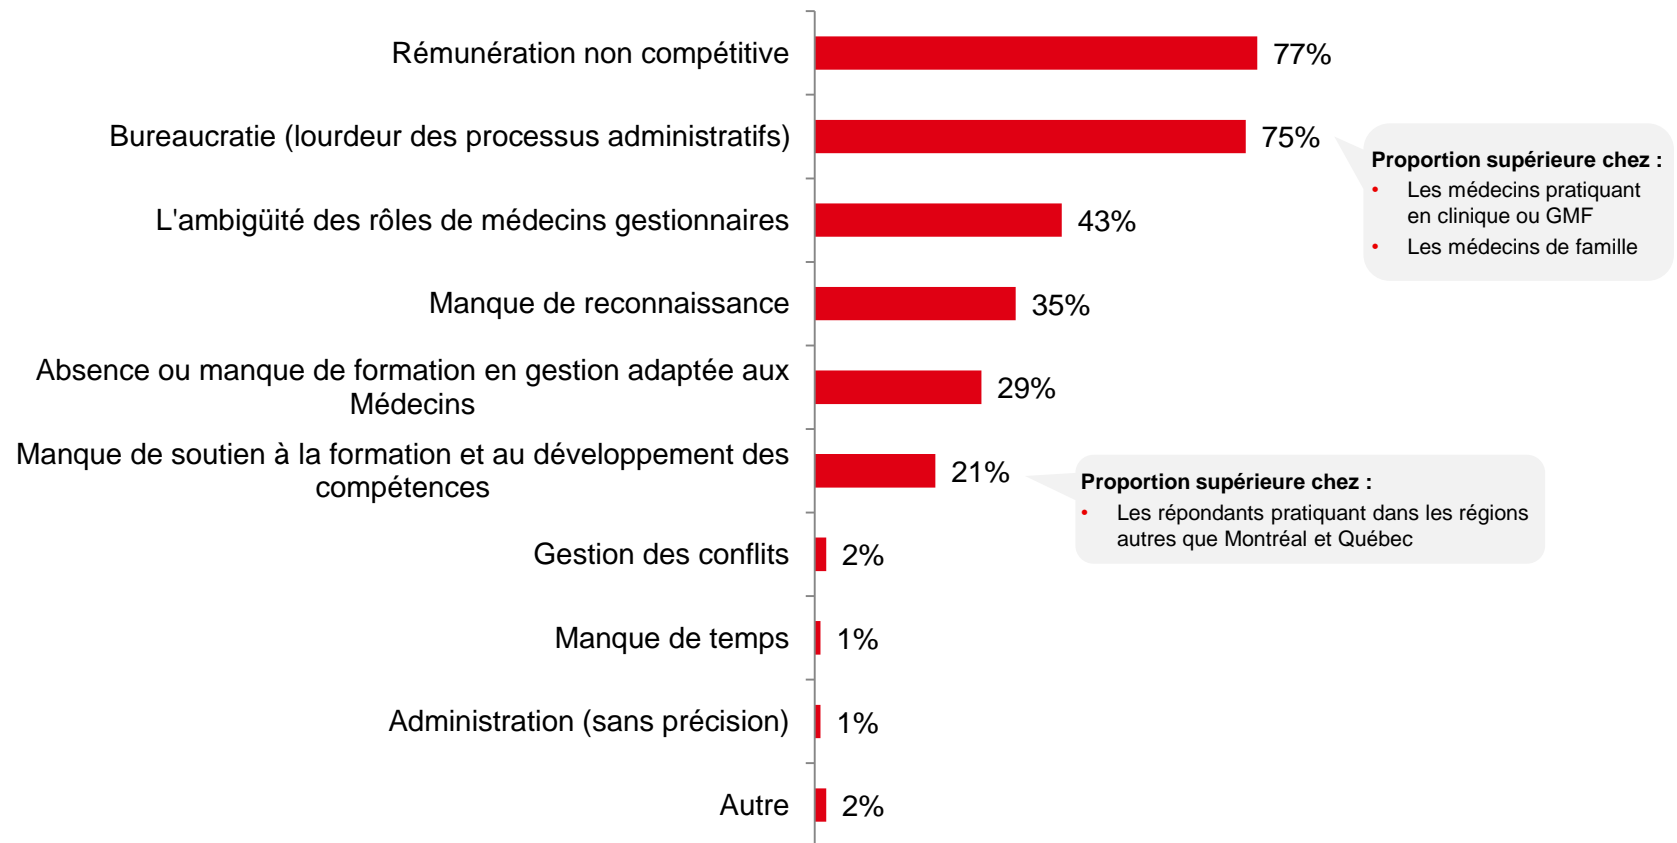 Rémunération non compétitive
77%
Bureaucratie (lourdeur des processus administratifs)
75%
Proportion supérieure chez :
• Les médecins pratiquant
en clinique ou GMF
• Les médecins de famille
L'ambigüité des rôles de médecins gestionnaires
43%
Manque de reconnaissance
35%
Absence ou manque de formation en gestion adaptée aux
Médecins
29%
Manque de soutien à la formation et au développement des
compétences
21%
Proportion supérieure chez :
• Les répondants pratiquant dans les régions
autres que Montréal et Québec
Gestion des conflits
2%
Manque de temps
1%
Administration (sans précision)
1%
Autre
2%